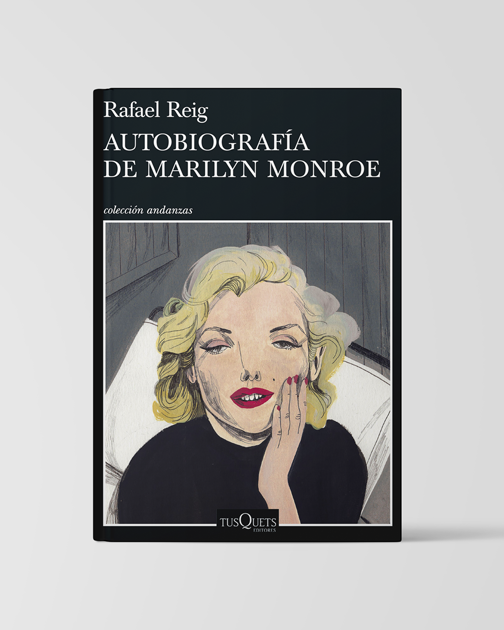 Rafael Reig
AUTOBIOGRAFÍA
DE MARILYN MONROE
colección andanzas
TUSQUETS
EDITORES